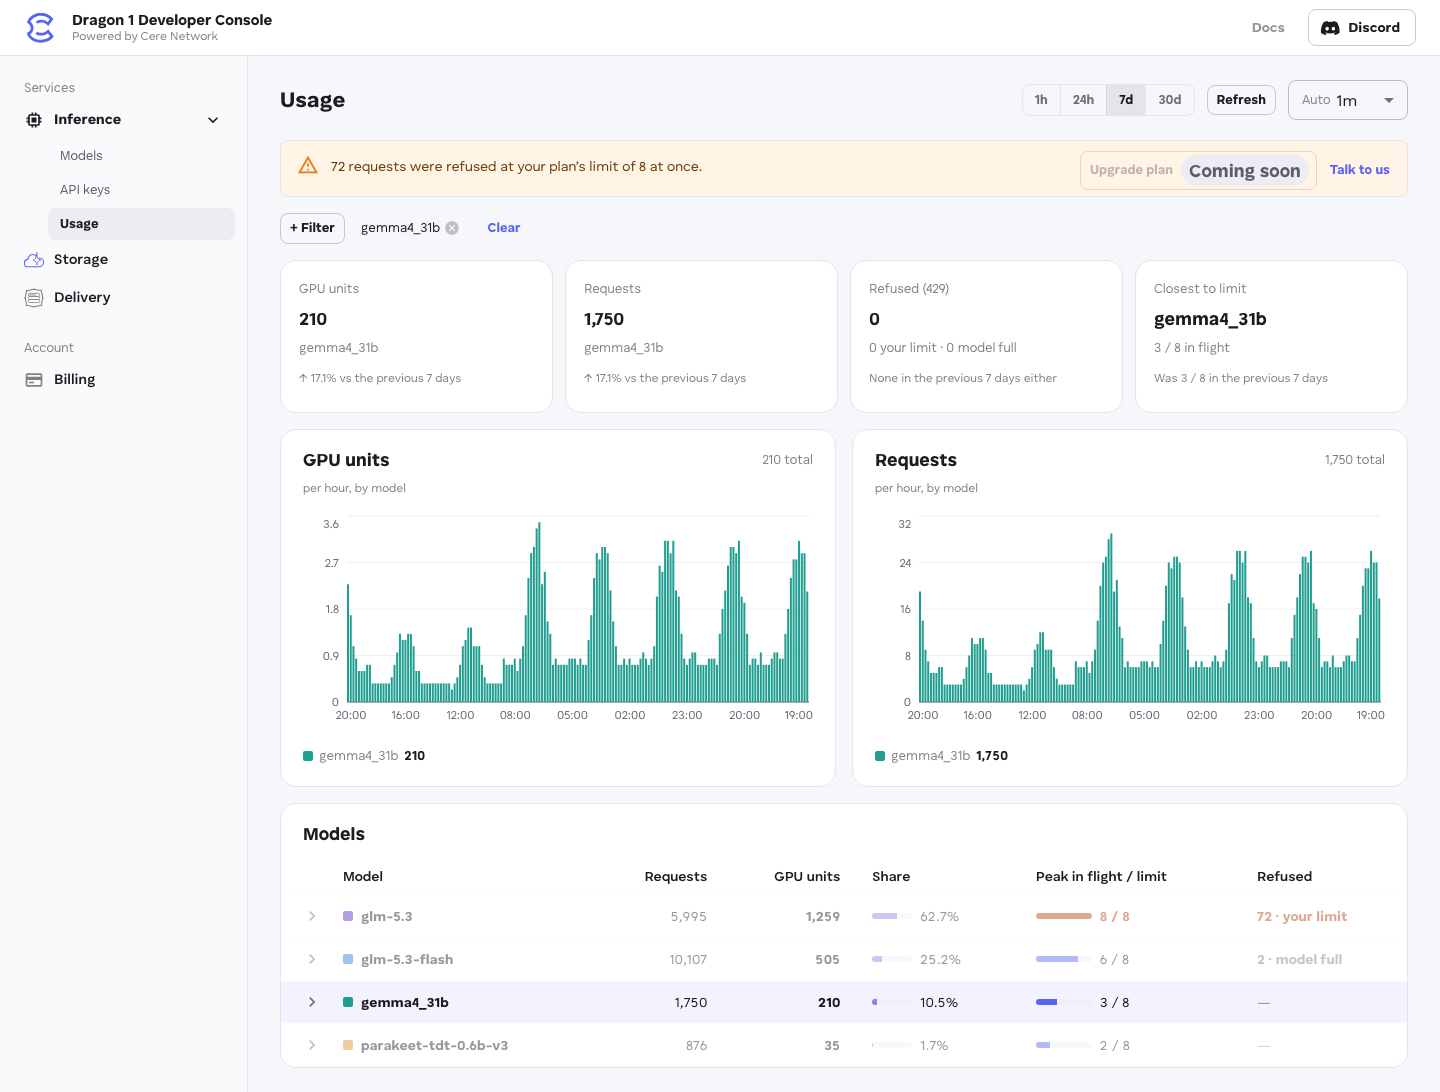 Dragon 1 Developer Console
Powered by Cere Network
Docs
Discord
Services
Inference
Models
API keys
Usage
Storage
Delivery
Account
Billing
Usage
1h 24h 7d 30d
Refresh
Auto 1m
72 requests were refused at your plan's limit of 8 at once.
Upgrade plan Coming soon
Talk to us
+ Filter
gemma4_31b
Clear
GPU units
210
gemma4_31b
↑ 17.1% vs the previous 7 days
Requests
1,750
gemma4_31b
↑ 17.1% vs the previous 7 days
Refused (429)
0
0 your limit · 0 model full
None in the previous 7 days either
Closest to limit
gemma4_31b
3 / 8 in flight
Was 3 / 8 in the previous 7 days
GPU units
210 total
per hour, by model
3.6
2.7
1.8
0.9
0
20:00 16:00 12:00 08:00 05:00 02:00 23:00 20:00 19:00
gemma4_31b 210
Requests
1,750 total
per hour, by model
32
24
16
8
0
20:00 16:00 12:00 08:00 05:00 02:00 23:00 20:00 19:00
gemma4_31b 1,750
Models
Model Requests GPU units Share Peak in flight / limit Refused
glm-5.3 5,995 1,259 62.7% 8 / 8 72 · your limit
glm-5.3-flash 10,107 505 25.2% 6 / 8 2 · model full
gemma4_31b 1,750 210 10.5% 3 / 8 —
parakeet-tdt-0.6b-v3 876 35 1.7% 2 / 8 —